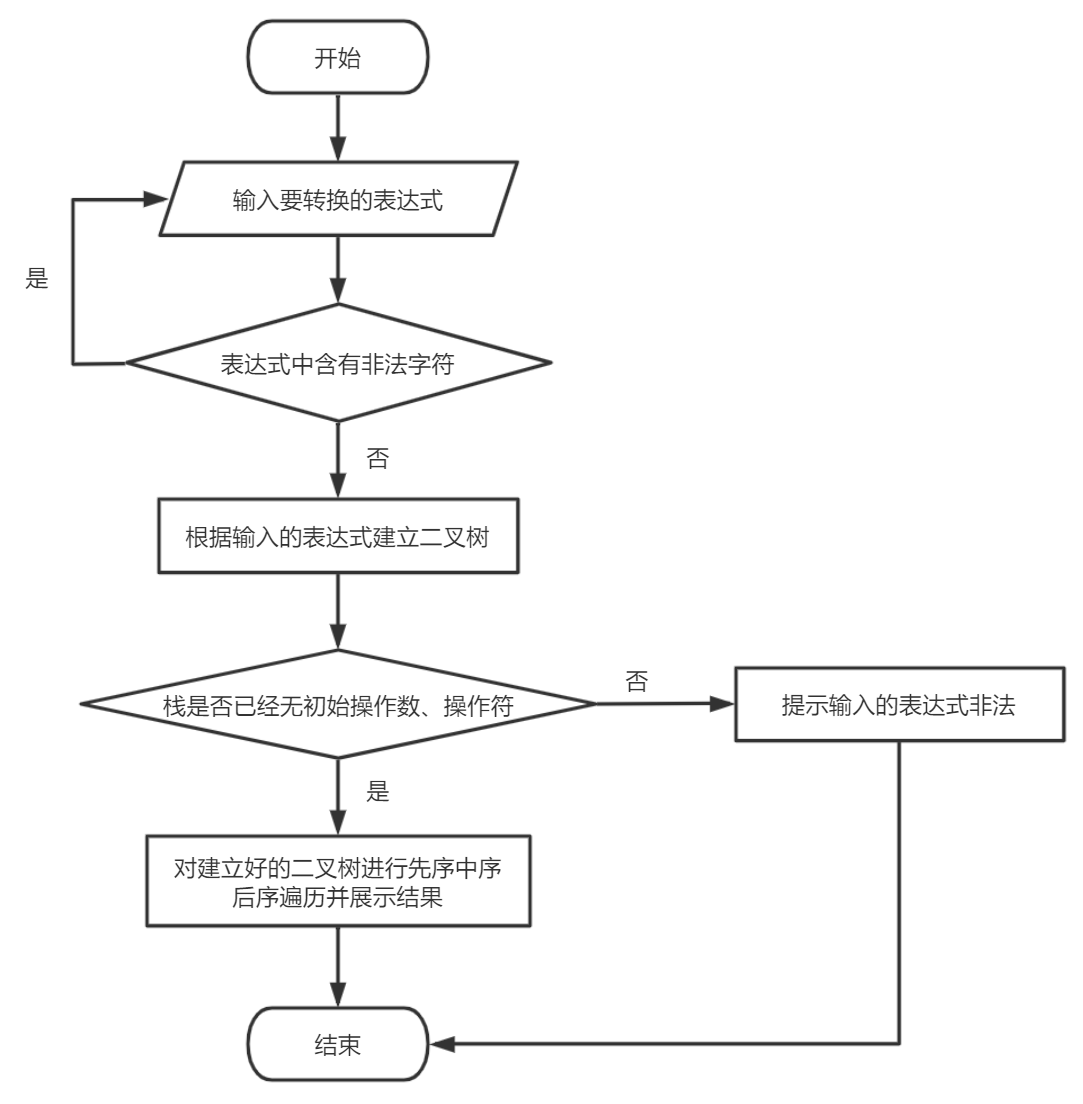 开始
输入要转换的表达式
是
表达式中含有非法字符
否
根据输入的表达式建立二叉树
栈是否已经无初始操作数、操作符
否
提示输入的表达式非法
是
对建立好的二叉树进行先序中序
后序遍历并展示结果
结束